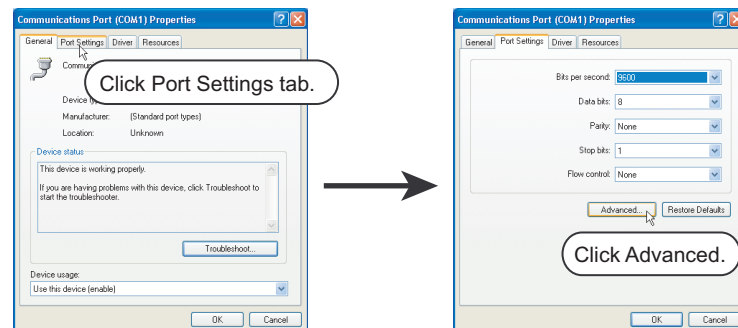 Communications Port (COM1) Properties
General Port Settings Driver Resources
Click Port Settings tab.
Manufacturer: (Standard port types)
Location: Unknown
Device status
This device is working properly.
If you are having problems with this device, click Troubleshoot to
start the troubleshooter.
Troubleshoot...
Device usage:
Use this device (enable)
OK Cancel
Communications Port (COM1) Properties
General Port Settings Driver Resources
Bits per second: 9600
Data bits: 8
Parity: None
Stop bits: 1
Flow control: None
Advanced... Restore Defaults
Click Advanced.
OK Cancel